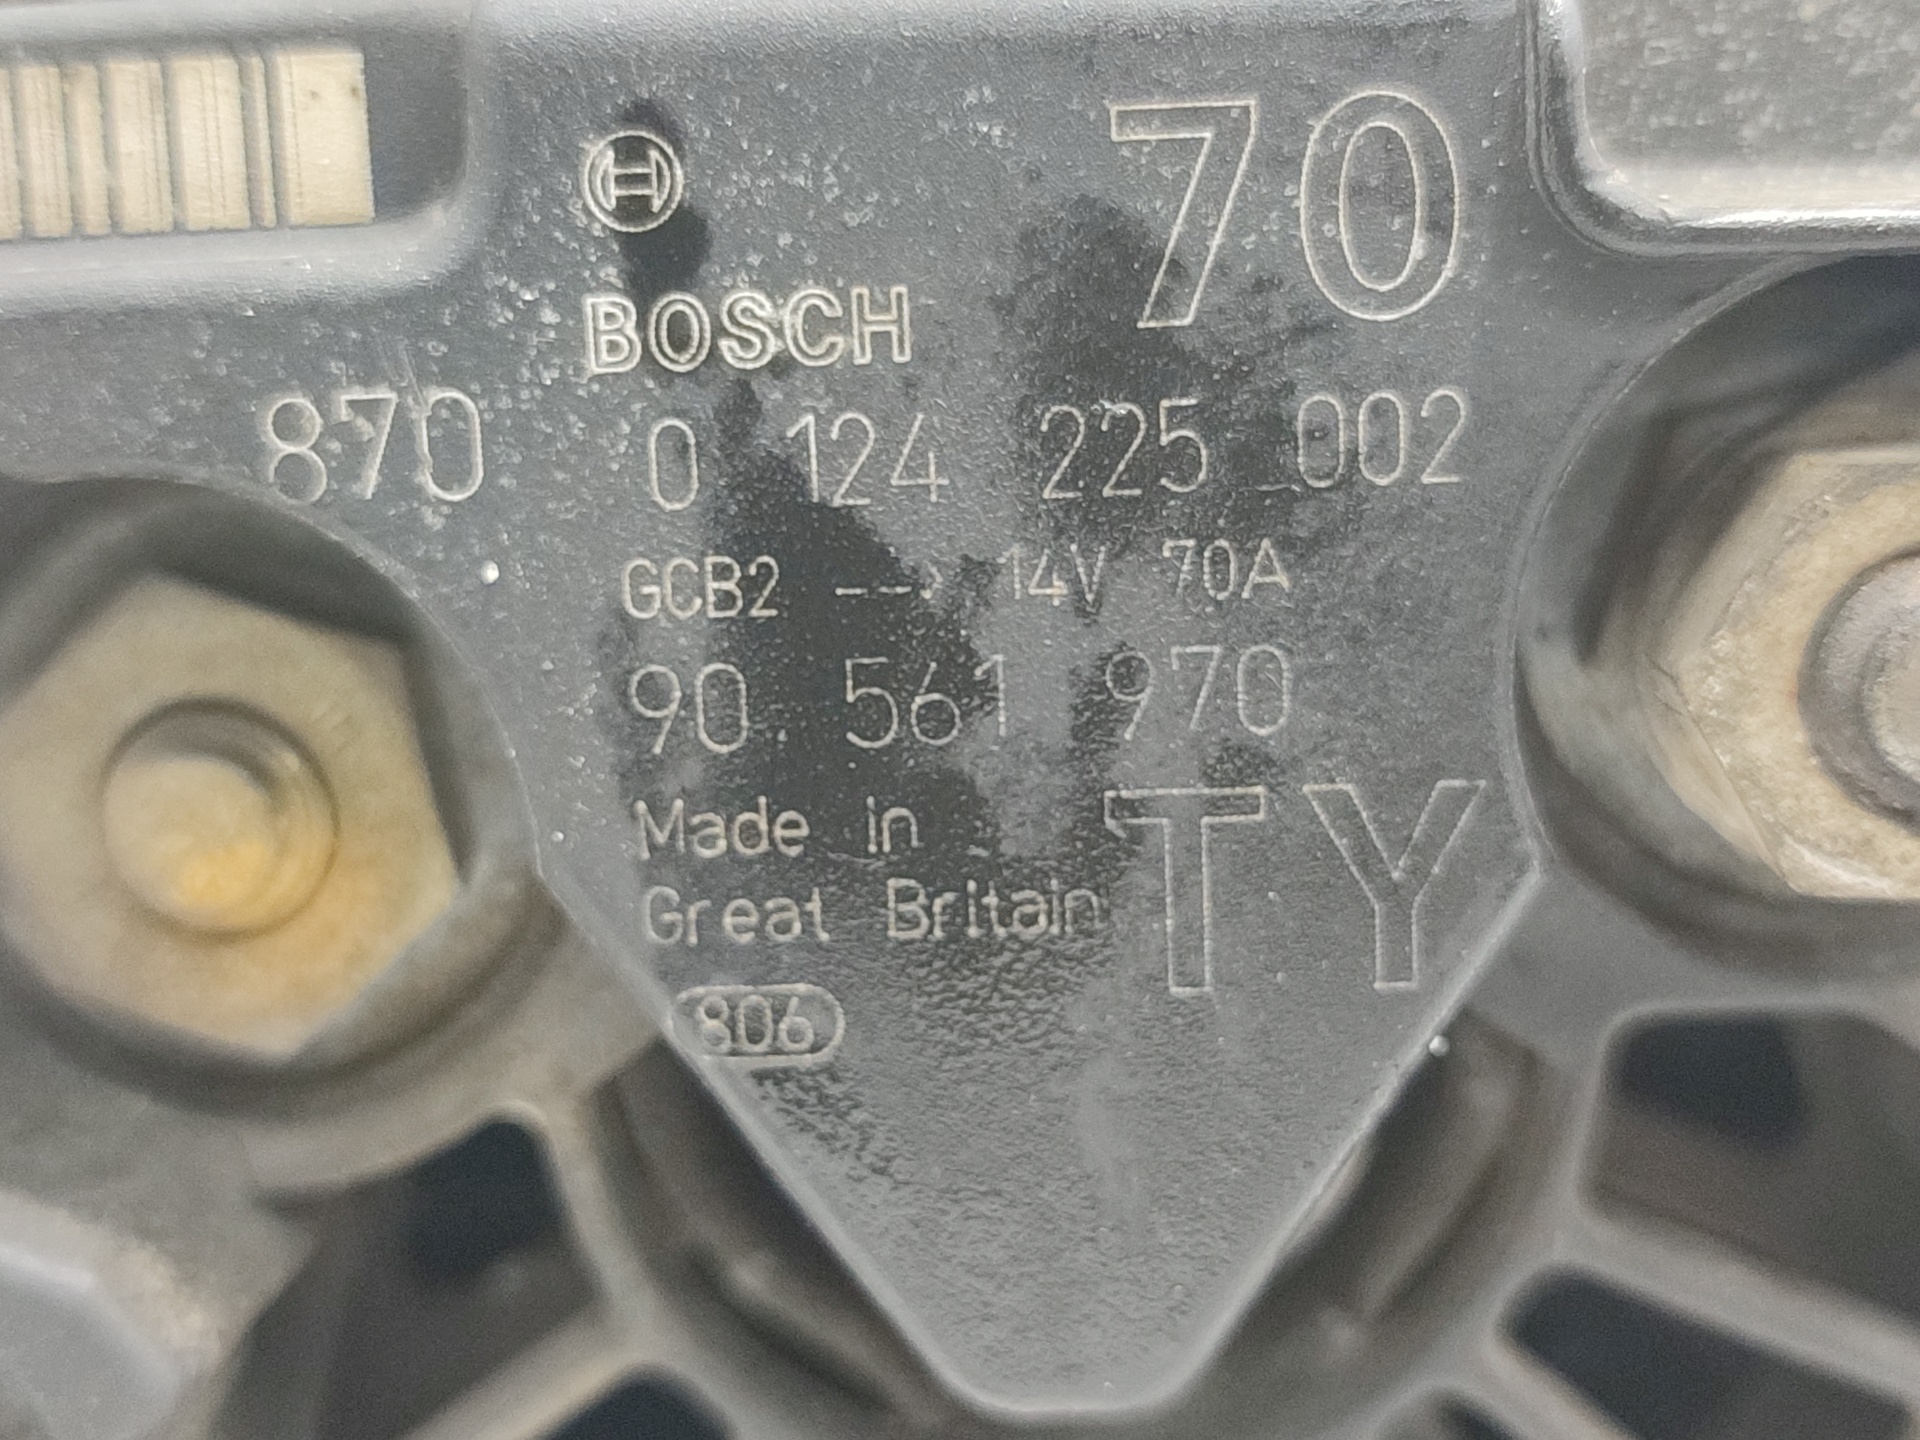 70
BOSCH
870 0 124 225 002
GCB2 --> 14V 70A
90 561 970
Made in
Great Britain
TY
806